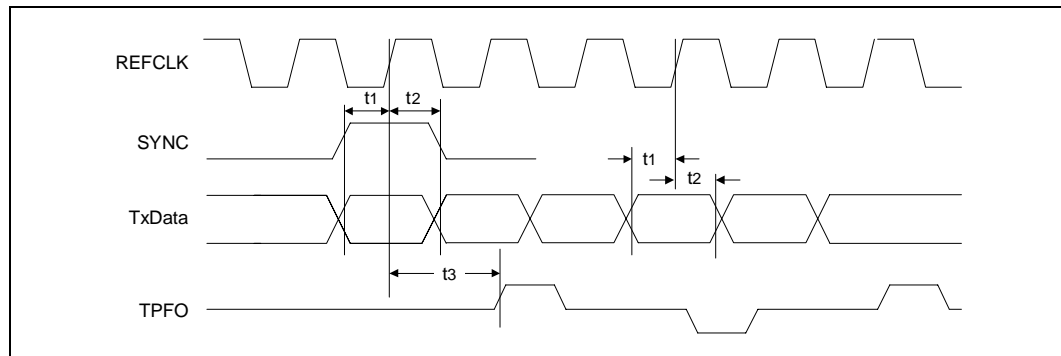 REFCLK
t1 t2
SYNC
t1
t2
TxData
t3
TPFO